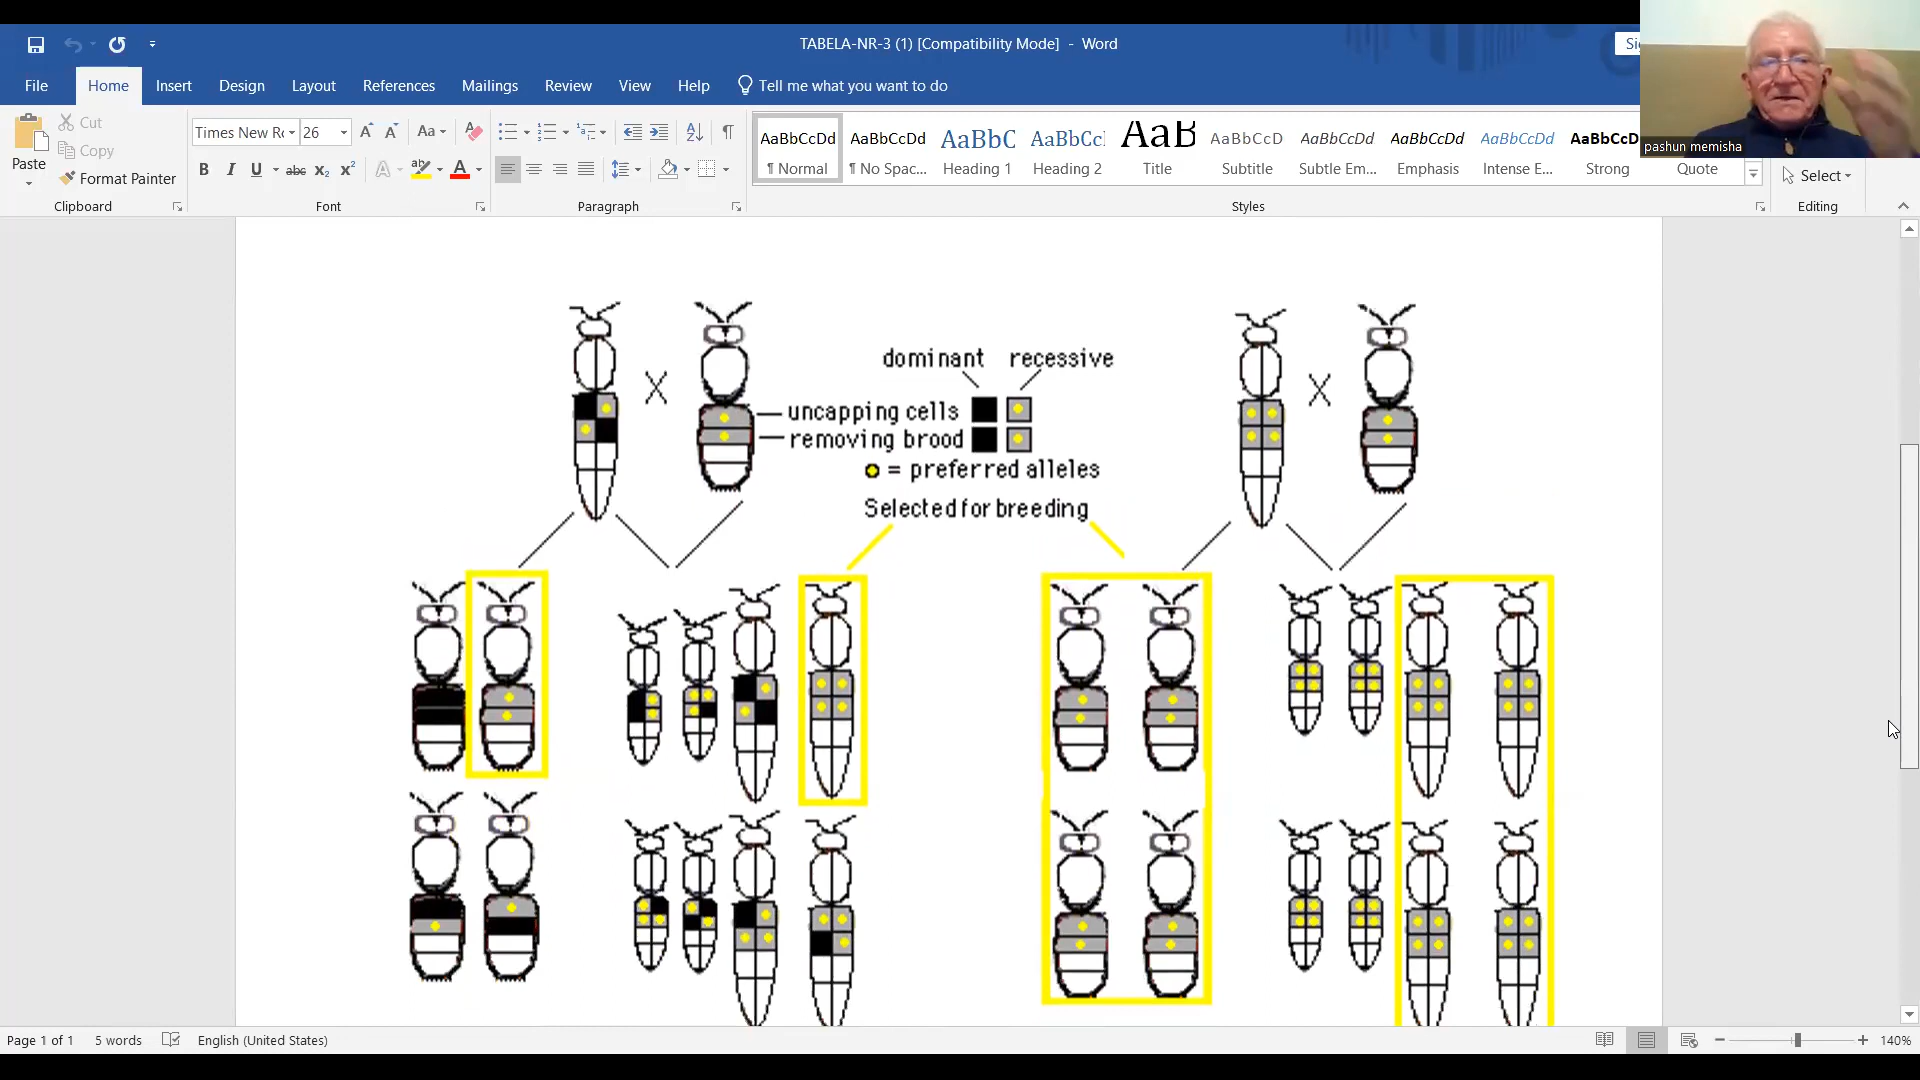 TABELA-NR-3 (1) [Compatibility Mode] - Word
File Home Insert Design Layout References Mailings Review View Help Tell me what you want to do
pashun memisha
Paste
Cut
Copy
Format Painter
Clipboard
Times New R 26
Font
Paragraph
AaBbCcDd AaBbCcDd AaBbC AaBbCc AaB AaBbCcD AaBbCcDd AaBbCcDd AaBbCcDd AaBbCcD
¶ Normal ¶ No Spac... Heading 1 Heading 2 Title Subtitle Subtle Em... Emphasis Intense E... Strong Quote
Styles
Select
Editing
dominant recessive
X
X
uncapping cells
removing brood
= preferred alleles
Selected for breeding
Page 1 of 1 5 words English (United States) 140%